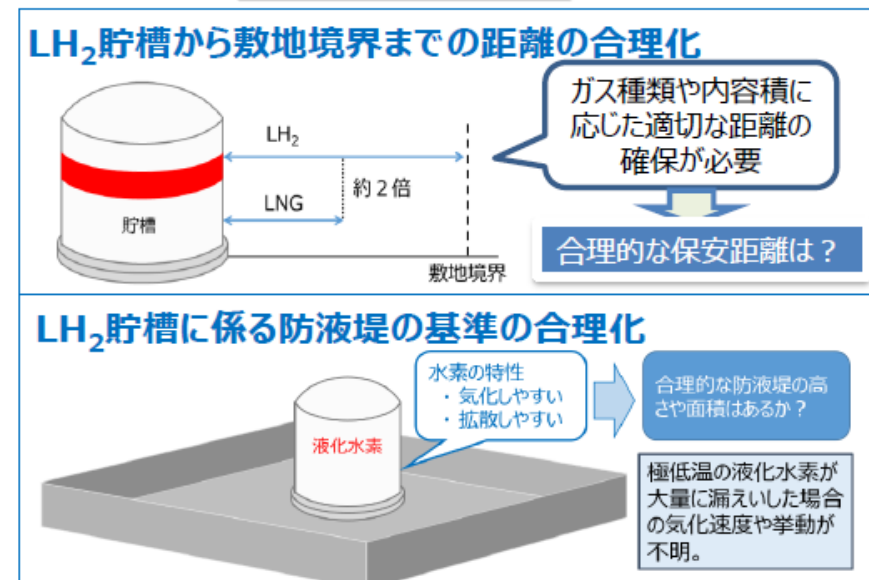 LH₂貯槽から敷地境界までの距離の合理化
ガス種類や内容積に
応じた適切な距離の
確保が必要
LH₂
約2倍
LNG
貯槽
敷地境界
合理的な保安距離は？
LH₂貯槽に係る防液堤の基準の合理化
水素の特性
・気化しやすい
・拡散しやすい
合理的な防液堤の高
さや面積はあるか？
液化水素
極低温の液化水素が
大量に漏えいした場合
の気化速度や挙動が
不明。